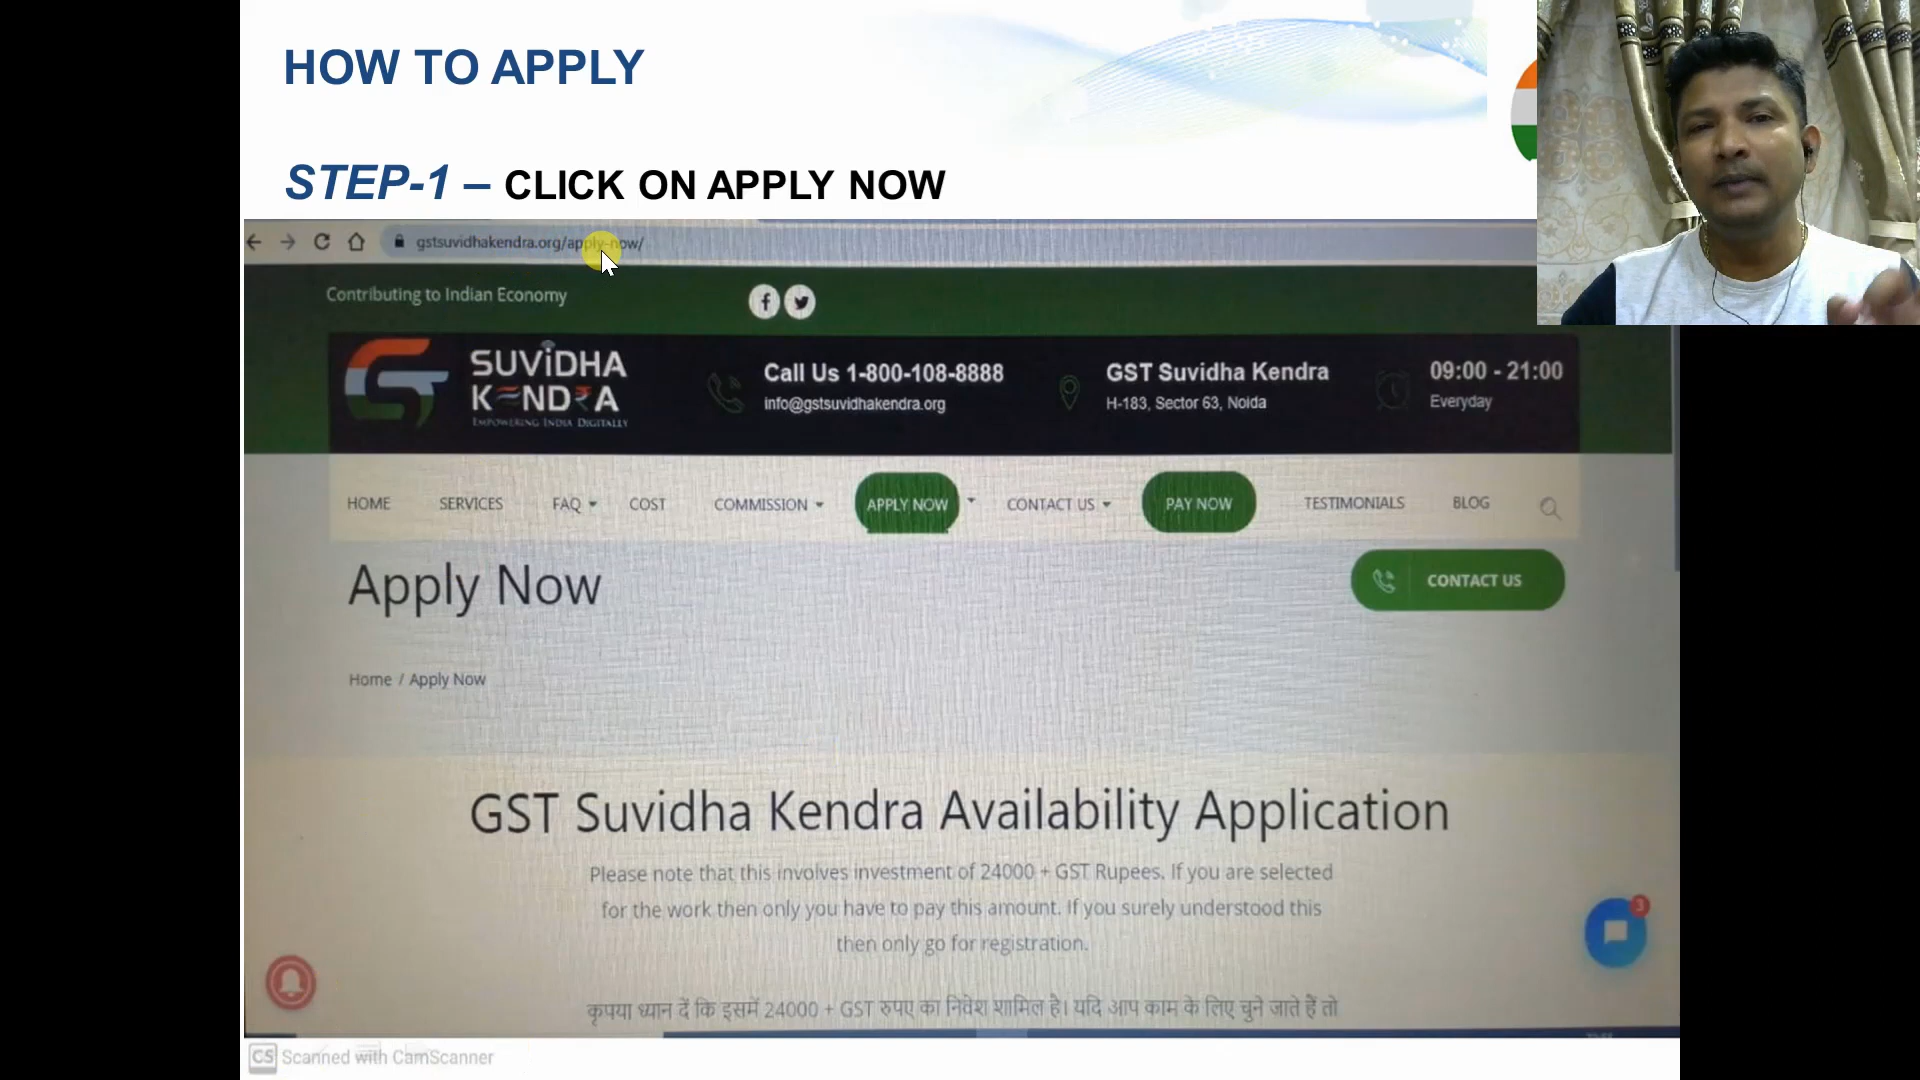 HOW TO APPLY
STEP-1 – CLICK ON APPLY NOW
gstsuvidhakendra.org/apply-now/
Contributing to Indian Economy
SUVIDHA
KENDRA
EMPOWERING INDIA DIGITALLY
Call Us 1-800-108-8888
info@gstsuvidhakendra.org
GST Suvidha Kendra
H-183, Sector 63, Noida
09:00 - 21:00
Everyday
HOME SERVICES FAQ COST COMMISSION APPLY NOW CONTACT US PAY NOW TESTIMONIALS BLOG
Apply Now
CONTACT US
Home / Apply Now
GST Suvidha Kendra Availability Application
Please note that this involves investment of 24000 + GST Rupees. If you are selected
for the work then only you have to pay this amount. If you surely understood this
then only go for registration.
3
कृपया ध्यान दें कि इसमें 24000 + GST रुपए का निवेश शामिल है। यदि आप काम के लिए चुने जाते हैं तो
CS Scanned with CamScanner